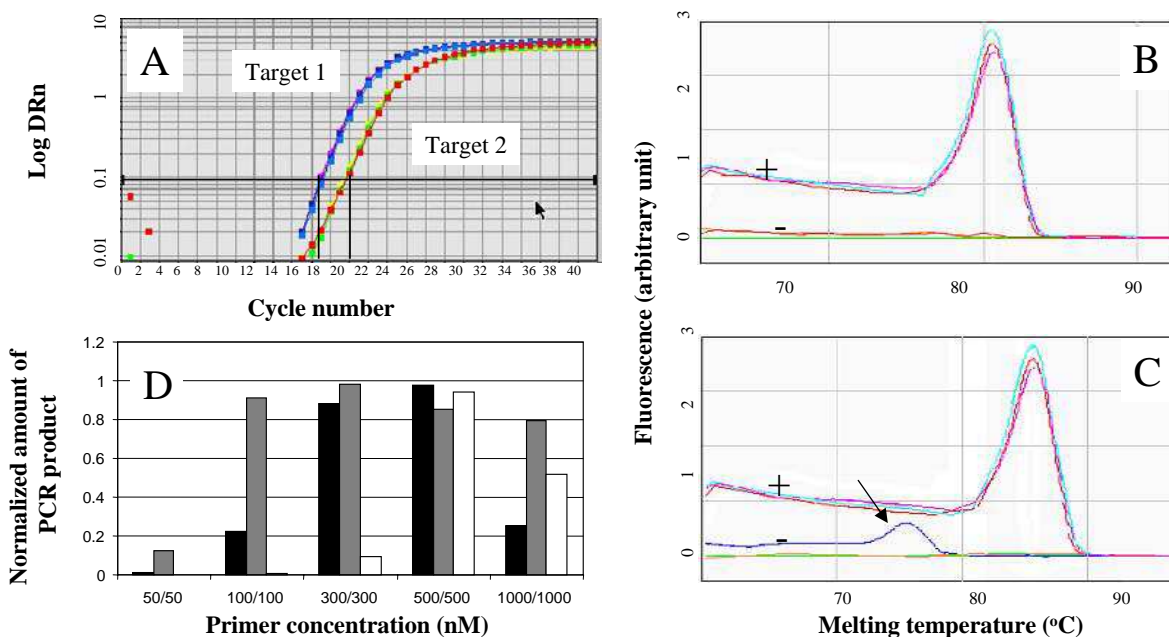 A
Target 1
Target 2
Log DRn
10
1
0.1
0.01
0 2 4 6 8 10 12 14 16 18 20 22 24 26 28 30 32 34 36 38 40
Cycle number
B
Fluorescence (arbitrary unit)
3
2
1
0
+
-
70 80 90
C
3
2
1
0
+
-
70 80 90
Melting temperature (°C)
D
Normalized amount of
PCR product
1.2
1
0.8
0.6
0.4
0.2
0
50/50 100/100 300/300 500/500 1000/1000
Primer concentration (nM)